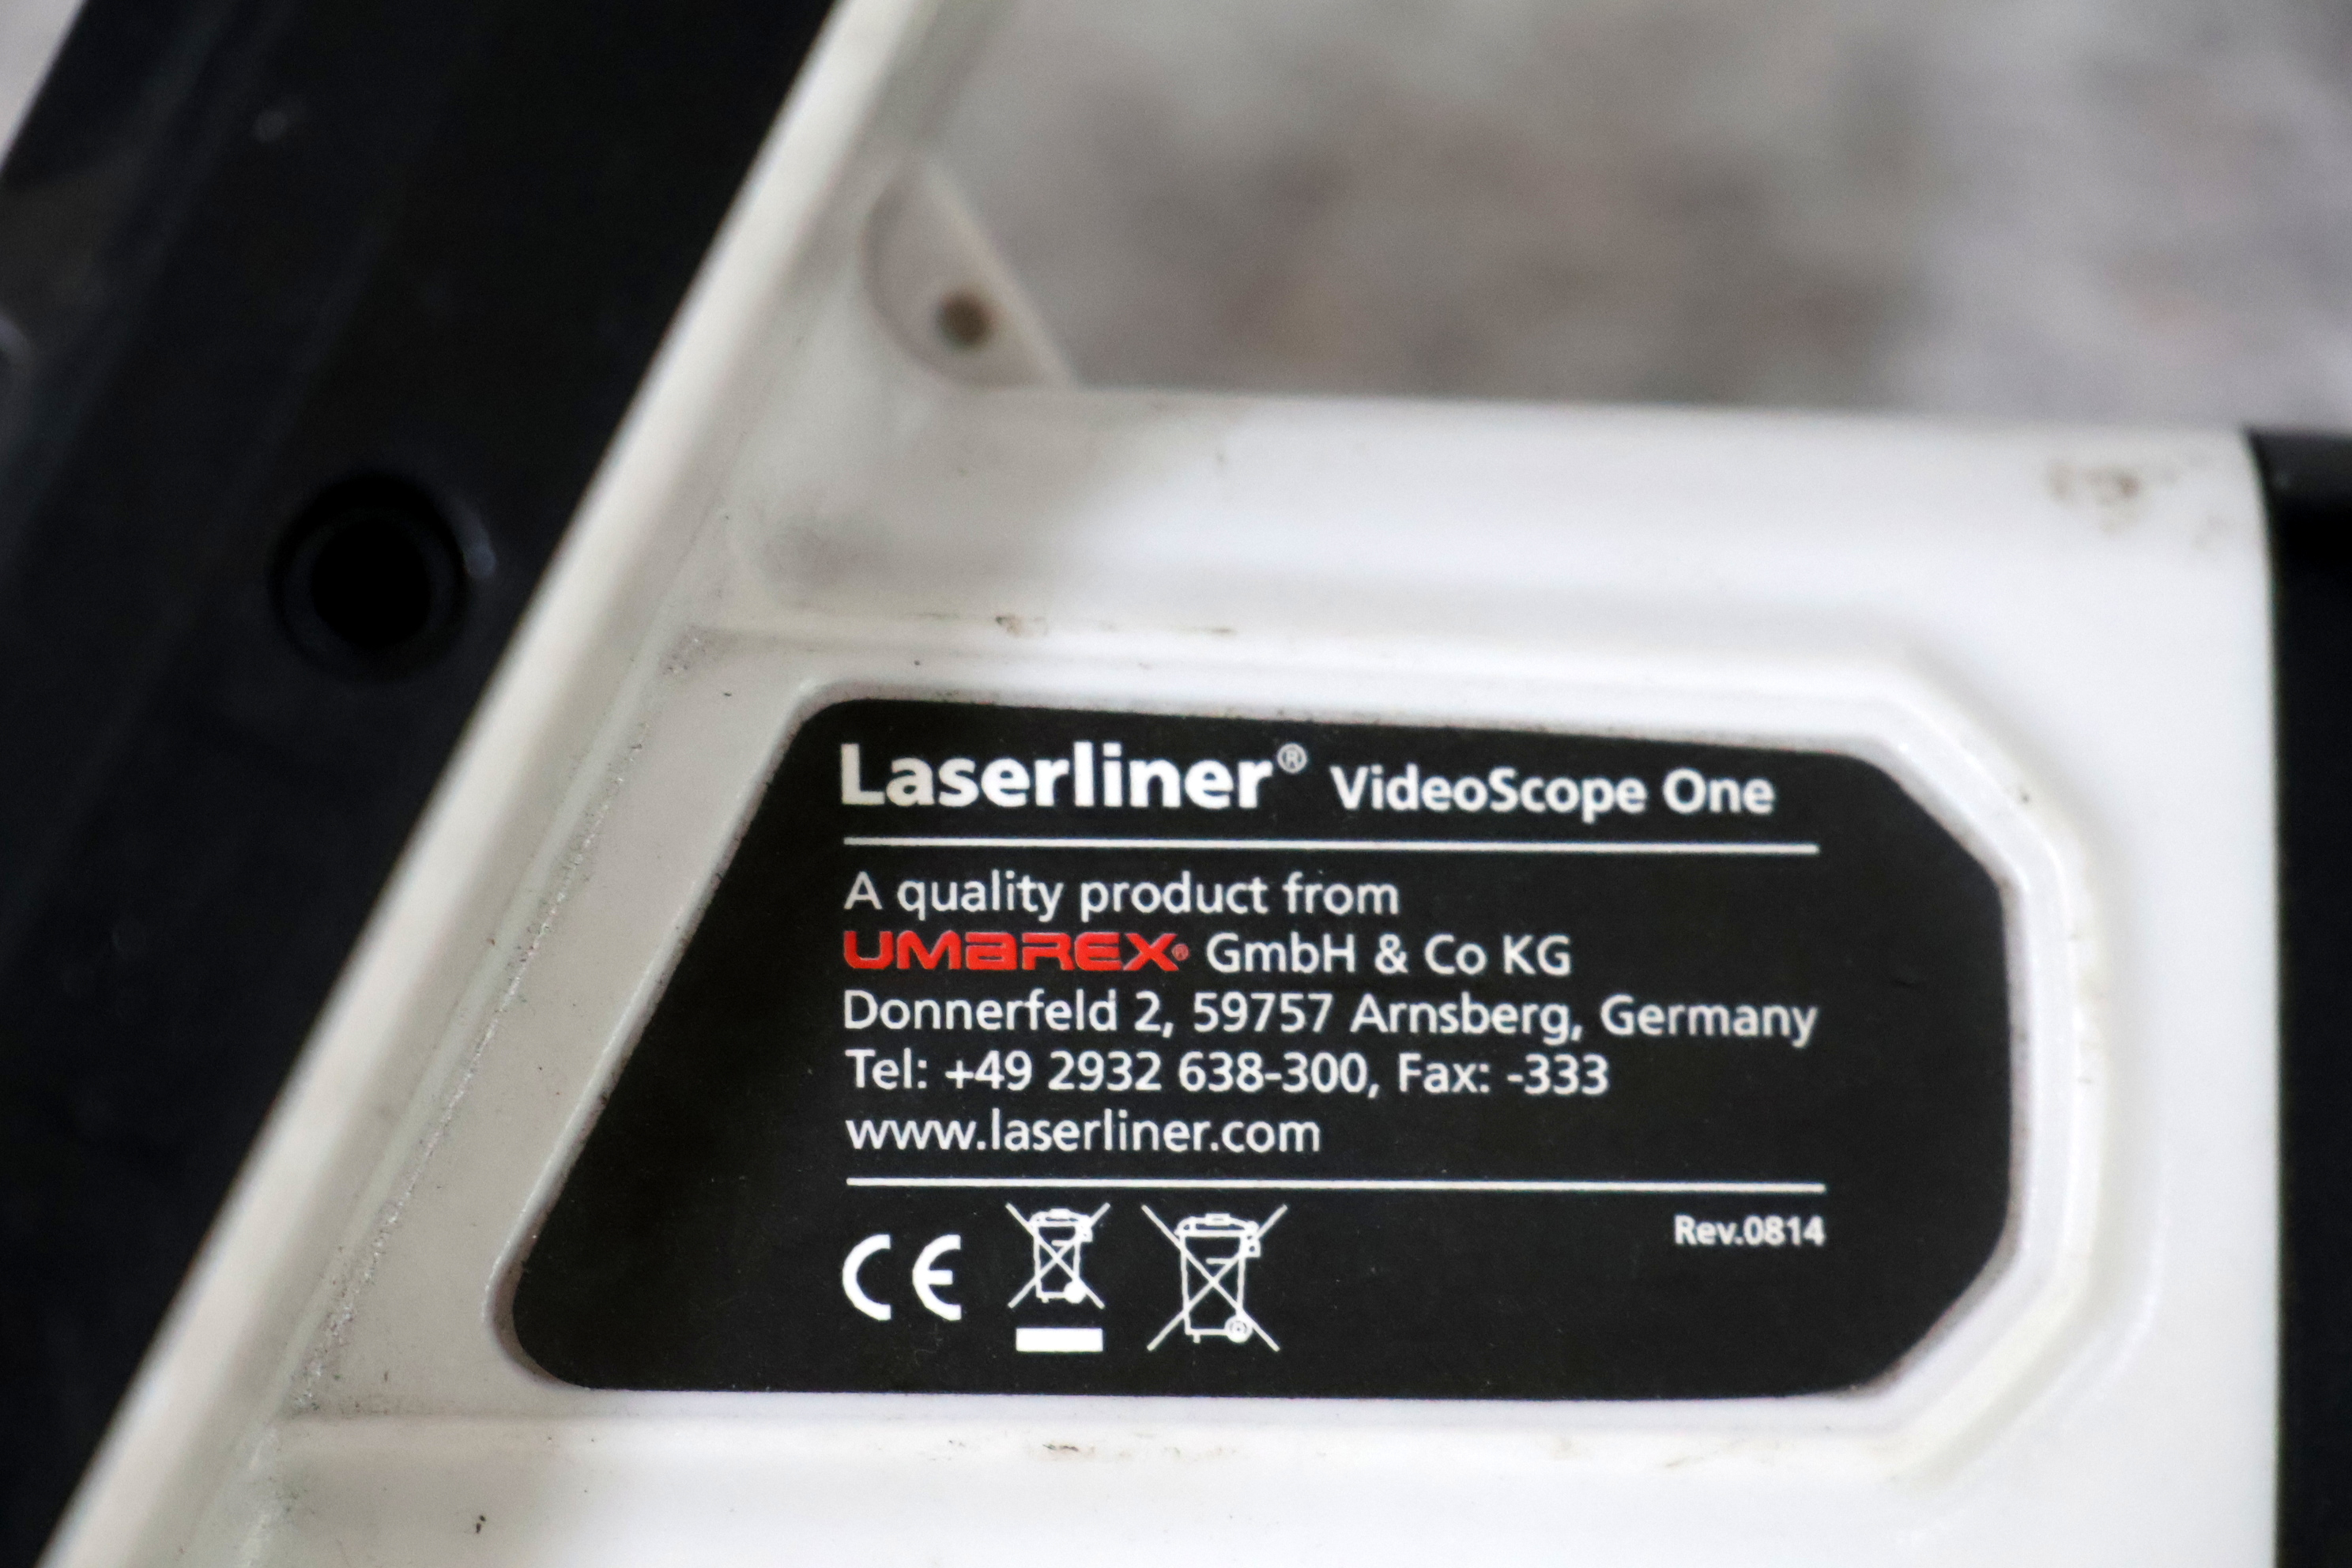 Laserliner® VideoScope One
A quality product from
UMAREX® GmbH & Co KG
Donnerfeld 2, 59757 Arnsberg, Germany
Tel: +49 2932 638-300, Fax: -333
www.laserliner.com
CE
Rev.0814